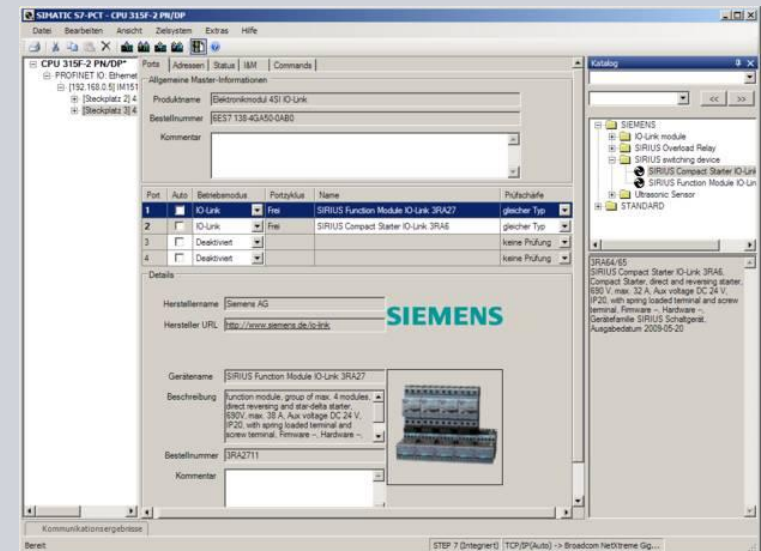 SIMATIC S7-PCT - CPU 315F-2 PN/DP
Datei Bearbeiten Ansicht Zielsystem Extras Hilfe
CPU 315F-2 PN/DP*
PROFINET IO: Ethernet
[192.168.0.5] IM151
[Steckplatz 2] 4
[Steckplatz 3] 4
Ports Adressen Status I&M Commands
Allgemeine Master-Informationen
Produktname Elektronikmodul 4SI IO-Link
Bestellnummer 6ES7 138-4GA50-0AB0
Kommentar
Port Auto Betriebsmodus Portzyklus Name Prüfschärfe
1 IO-Link Frei SIRIUS Function Module IO-Link 3RA27 gleicher Typ
2 IO-Link Frei SIRIUS Compact Starter IO-Link 3RA6 gleicher Typ
3 Deaktiviert keine Prüfung
4 Deaktiviert keine Prüfung
Details
Herstellername Siemens AG
Hersteller URL http://www.siemens.de/io-link
SIEMENS
Gerätename SIRIUS Function Module IO-Link 3RA27
Beschreibung function module, group of max. 4 modules,
direct reversing and star-delta starter,
690V, max. 38 A, Aux voltage DC 24 V,
IP20, with spring loaded terminal and
screw terminal, Firmware –, Hardware –,
Bestellnummer 3RA2711
Kommentar
Katalog
<< >>
SIEMENS
IO-Link module
SIRIUS Overload Relay
SIRIUS switching device
SIRIUS Compact Starter IO-Link
SIRIUS Function Module IO-Lin
Ultrasonic Sensor
STANDARD
3RA64/65
SIRIUS Compact Starter IO-Link 3RA6,
Compact Starter, direct and reversing starter,
690 V, max. 32 A, Aux voltage DC 24 V,
IP20, with spring loaded terminal and screw
terminal, Firmware –, Hardware –,
Gerätefamilie SIRIUS Schaltgerät,
Ausgabedatum 2009-05-20
Kommunikationsergebnisse
Bereit
STEP 7 (Integriert) TCP/IP(Auto) -> Broadcom NetXtreme Gig...